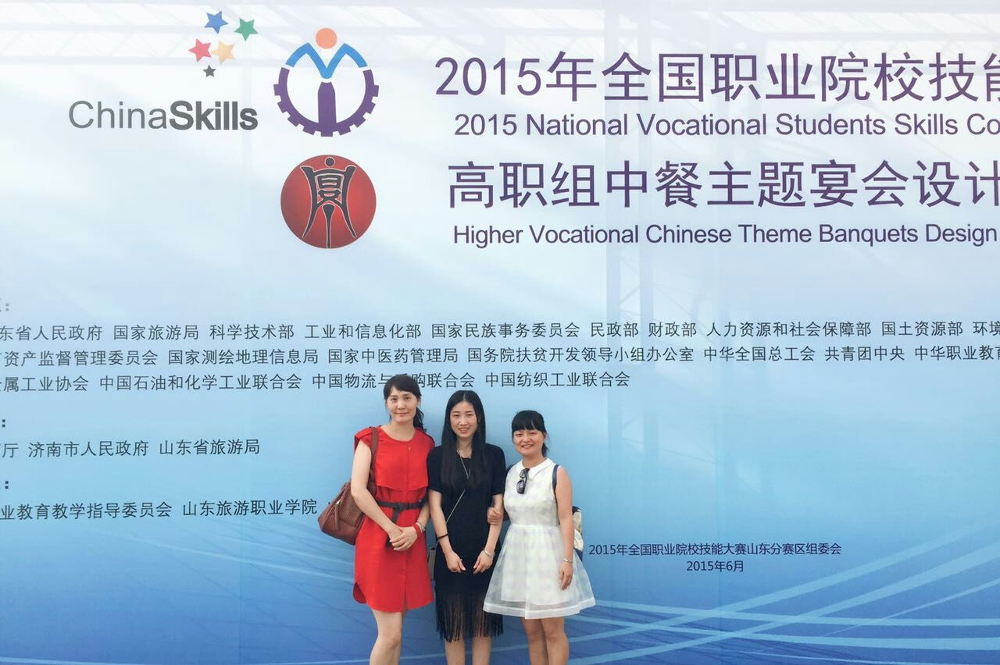 ChinaSkills
2015年全国职业院校技能
2015 National Vocational Students Skills Co
高职组中餐主题宴会设计
Higher Vocational Chinese Theme Banquets Design
：
东省人民政府 国家旅游局 科学技术部 工业和信息化部 国家民族事务委员会 民政部 财政部 人力资源和社会保障部 国土资源部 环境
资产监督管理委员会 国家测绘地理信息局 国家中医药管理局 国务院扶贫开发领导小组办公室 中华全国总工会 共青团中央 中华职业教育
属工业协会 中国石油和化学工业联合会 中国物流与购联合会 中国纺织工业联合会
：
厅 济南市人民政府 山东省旅游局
：
业教育教学指导委员会 山东旅游职业学院
2015年全国职业院校技能大赛山东分赛区组委会
2015年6月